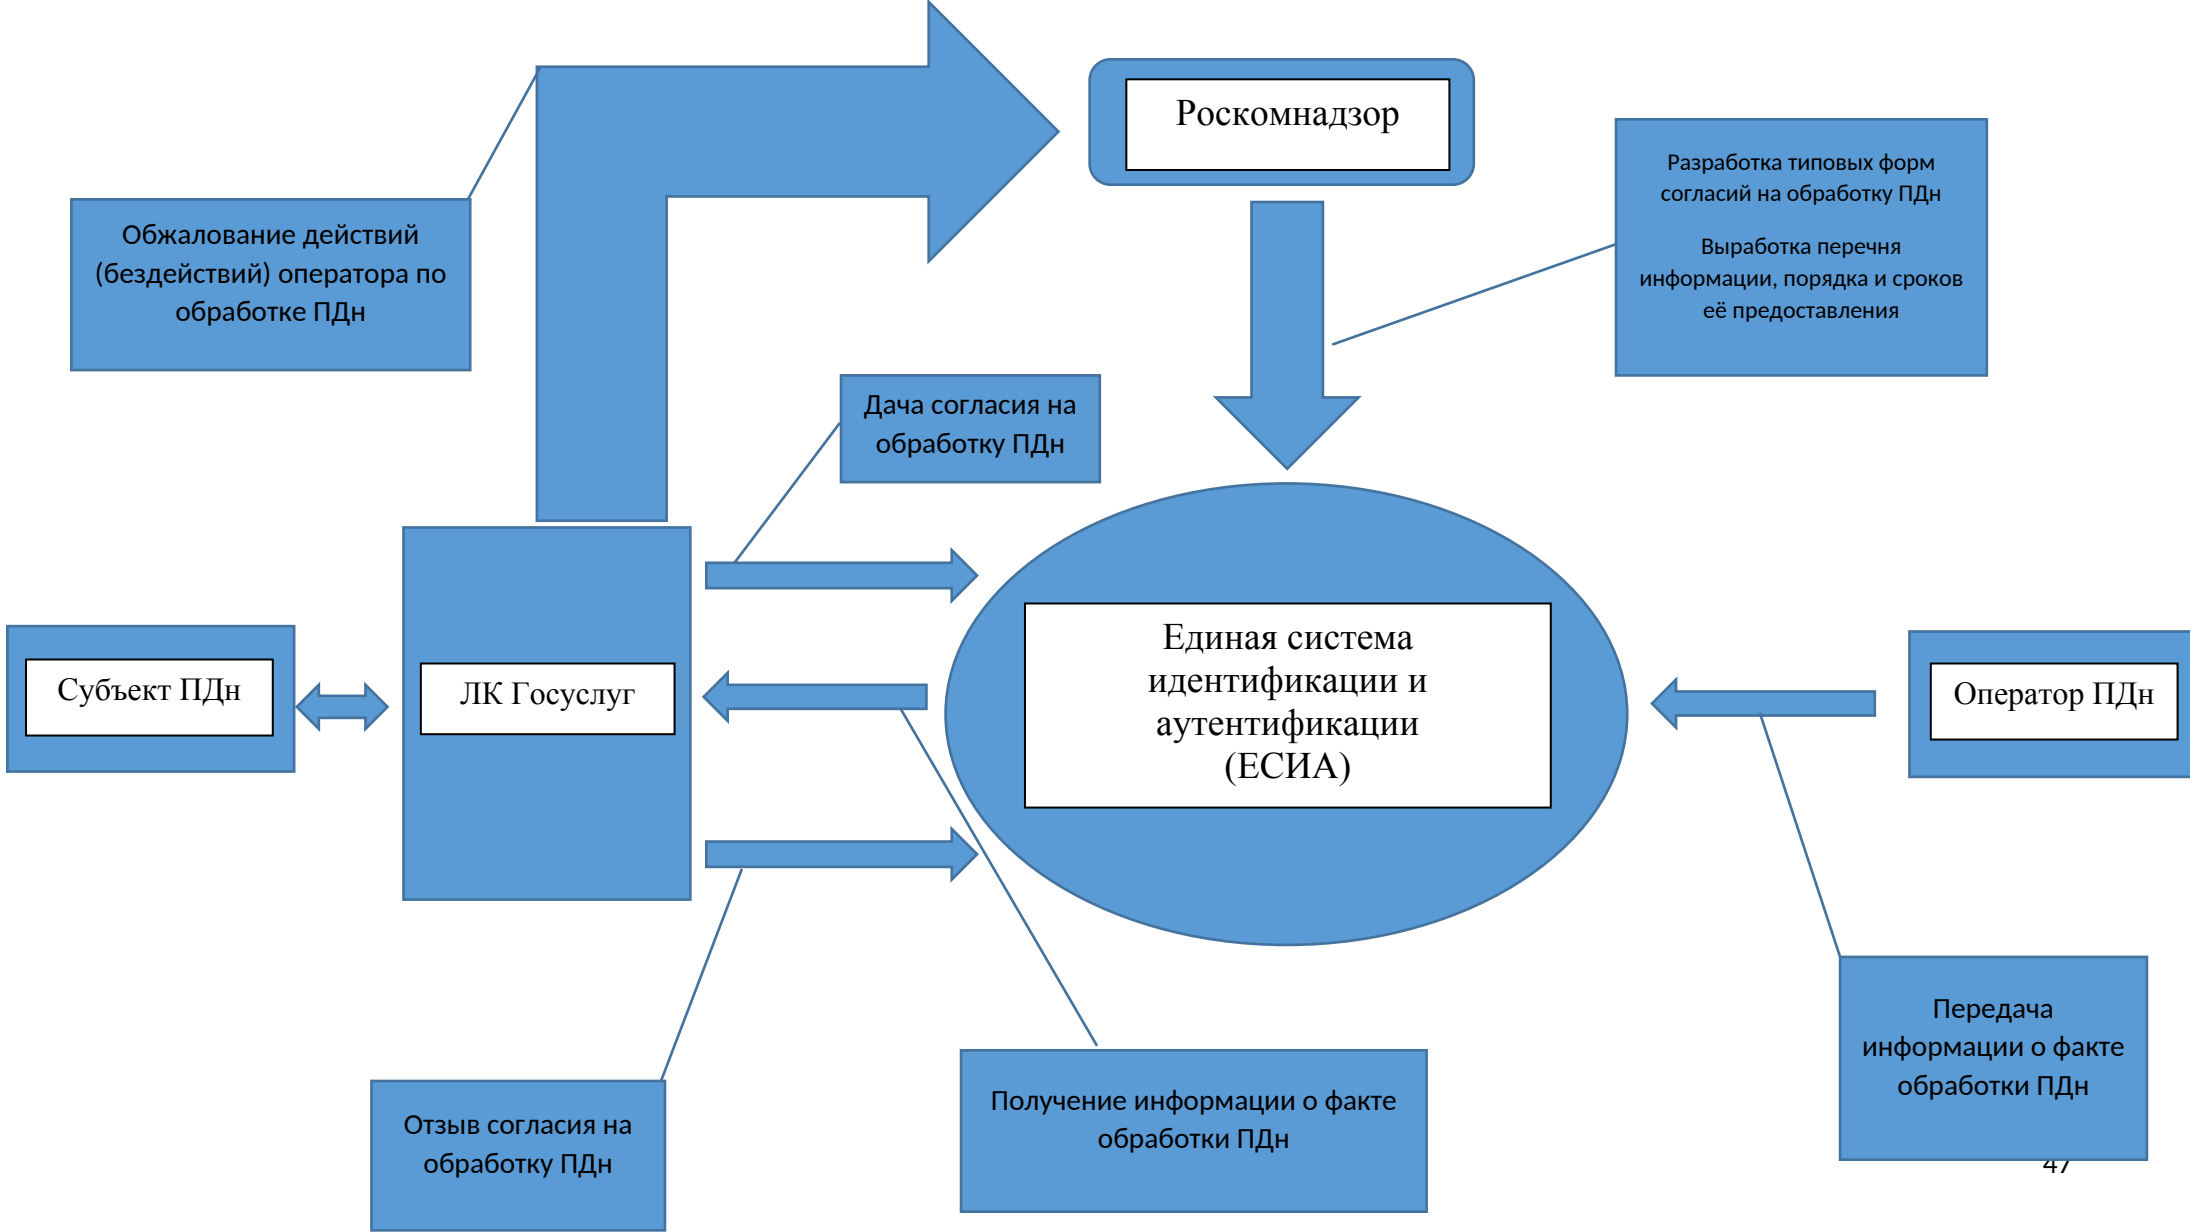 Роскомнадзор
Разработка типовых форм
согласий на обработку ПДн
Выработка перечня
информации, порядка и сроков
её предоставления
Обжалование действий
(бездействий) оператора по
обработке ПДн
Дача согласия на
обработку ПДн
Субъект ПДн
ЛК Госуслуг
Единая система
идентификации и
аутентификации
(ЕСИА)
Оператор ПДн
Передача
информации о факте
обработки ПДн
Получение информации о факте
обработки ПДн
Отзыв согласия на
обработку ПДн
47